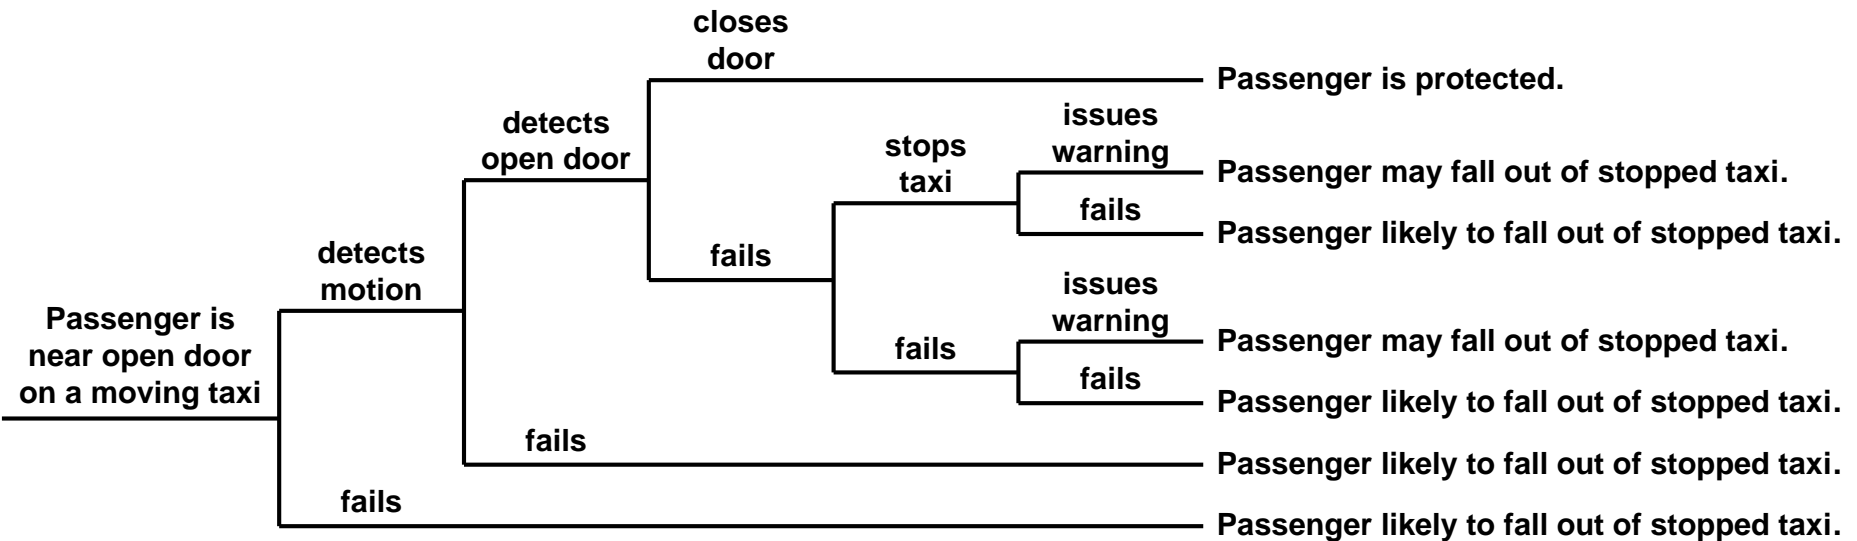 closes
door
Passenger is protected.
detects
open door
issues
warning
stops
taxi
Passenger may fall out of stopped taxi.
fails
Passenger likely to fall out of stopped taxi.
detects
motion
fails
issues
warning
Passenger is
near open door
on a moving taxi
fails
Passenger may fall out of stopped taxi.
fails
Passenger likely to fall out of stopped taxi.
fails
Passenger likely to fall out of stopped taxi.
fails
Passenger likely to fall out of stopped taxi.